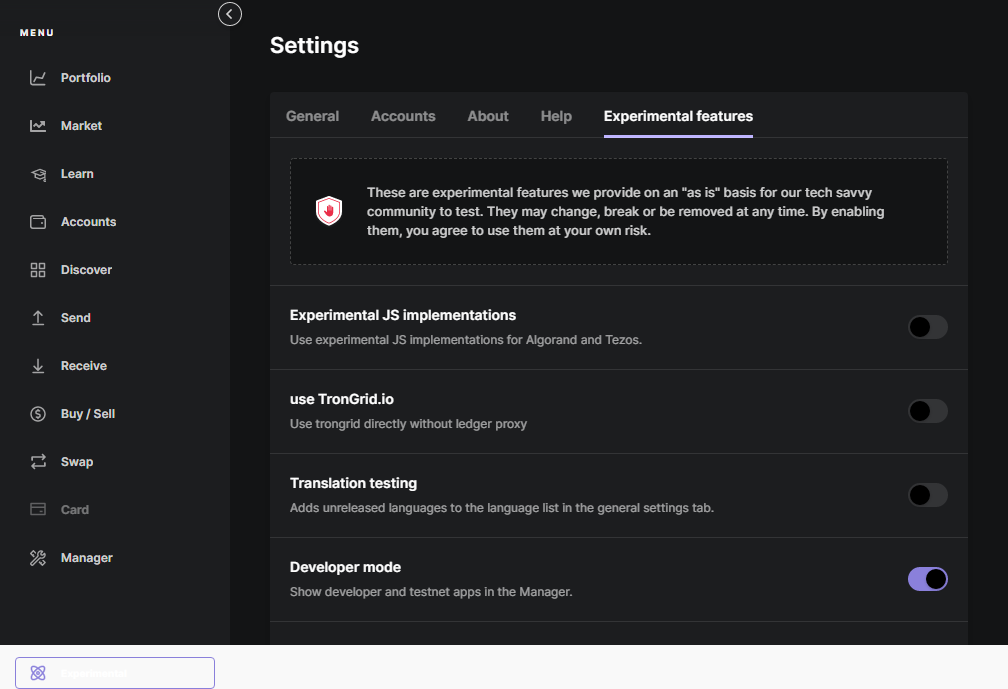 MENU
Portfolio
Market
Learn
Accounts
Discover
Send
Receive
Buy / Sell
Swap
Card
Manager
Settings
General Accounts About Help Experimental features
These are experimental features we provide on an "as is" basis for our tech savvy
community to test. They may change, break or be removed at any time. By enabling
them, you agree to use them at your own risk.
Experimental JS implementations
Use experimental JS implementations for Algorand and Tezos.
use TronGrid.io
Use trongrid directly without ledger proxy
Translation testing
Adds unreleased languages to the language list in the general settings tab.
Developer mode
Show developer and testnet apps in the Manager.